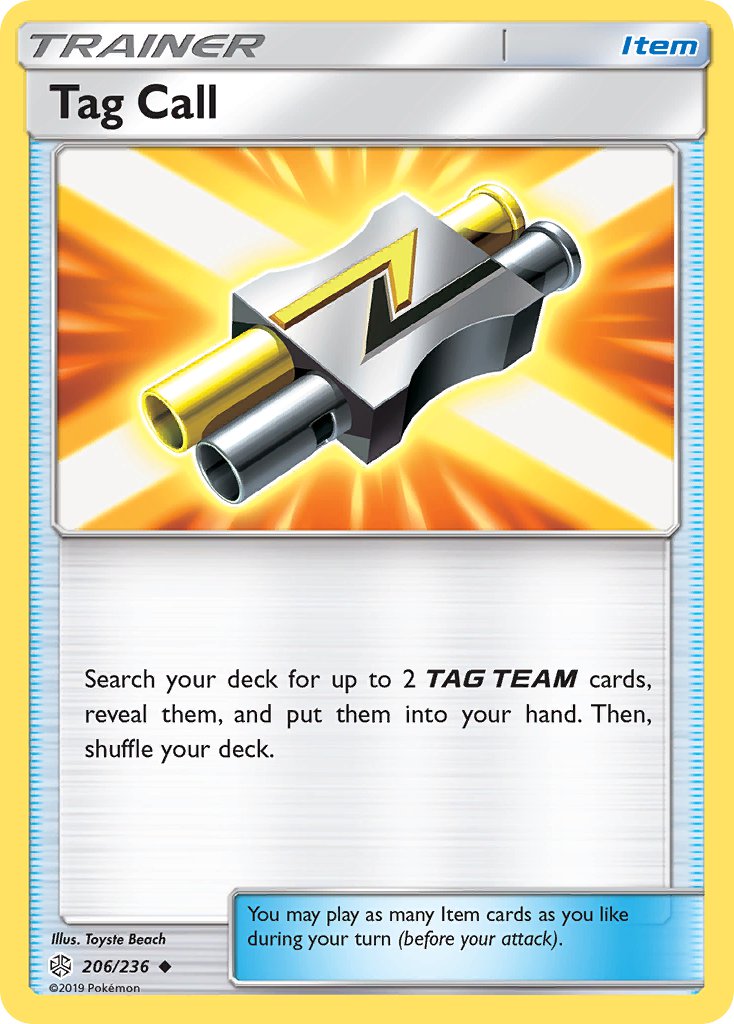 TRAINER
Item
Tag Call
Search your deck for up to 2 TAG TEAM cards,
reveal them, and put them into your hand. Then,
shuffle your deck.
You may play as many Item cards as you like
during your turn (before your attack).
Illus. Toyste Beach
206/236 ◆
©2019 Pokémon